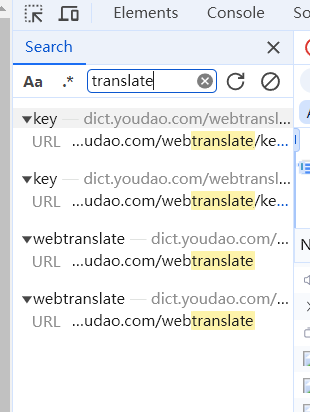 Elements Console S
Search
Aa .* translate
key — dict.youdao.com/webtransl...
URL ...udao.com/webtranslate/ke...
key — dict.youdao.com/webtransl...
URL ...udao.com/webtranslate/ke...
webtranslate — dict.youdao.com/...
URL ...udao.com/webtranslate
webtranslate — dict.youdao.com/...
URL ...udao.com/webtranslate